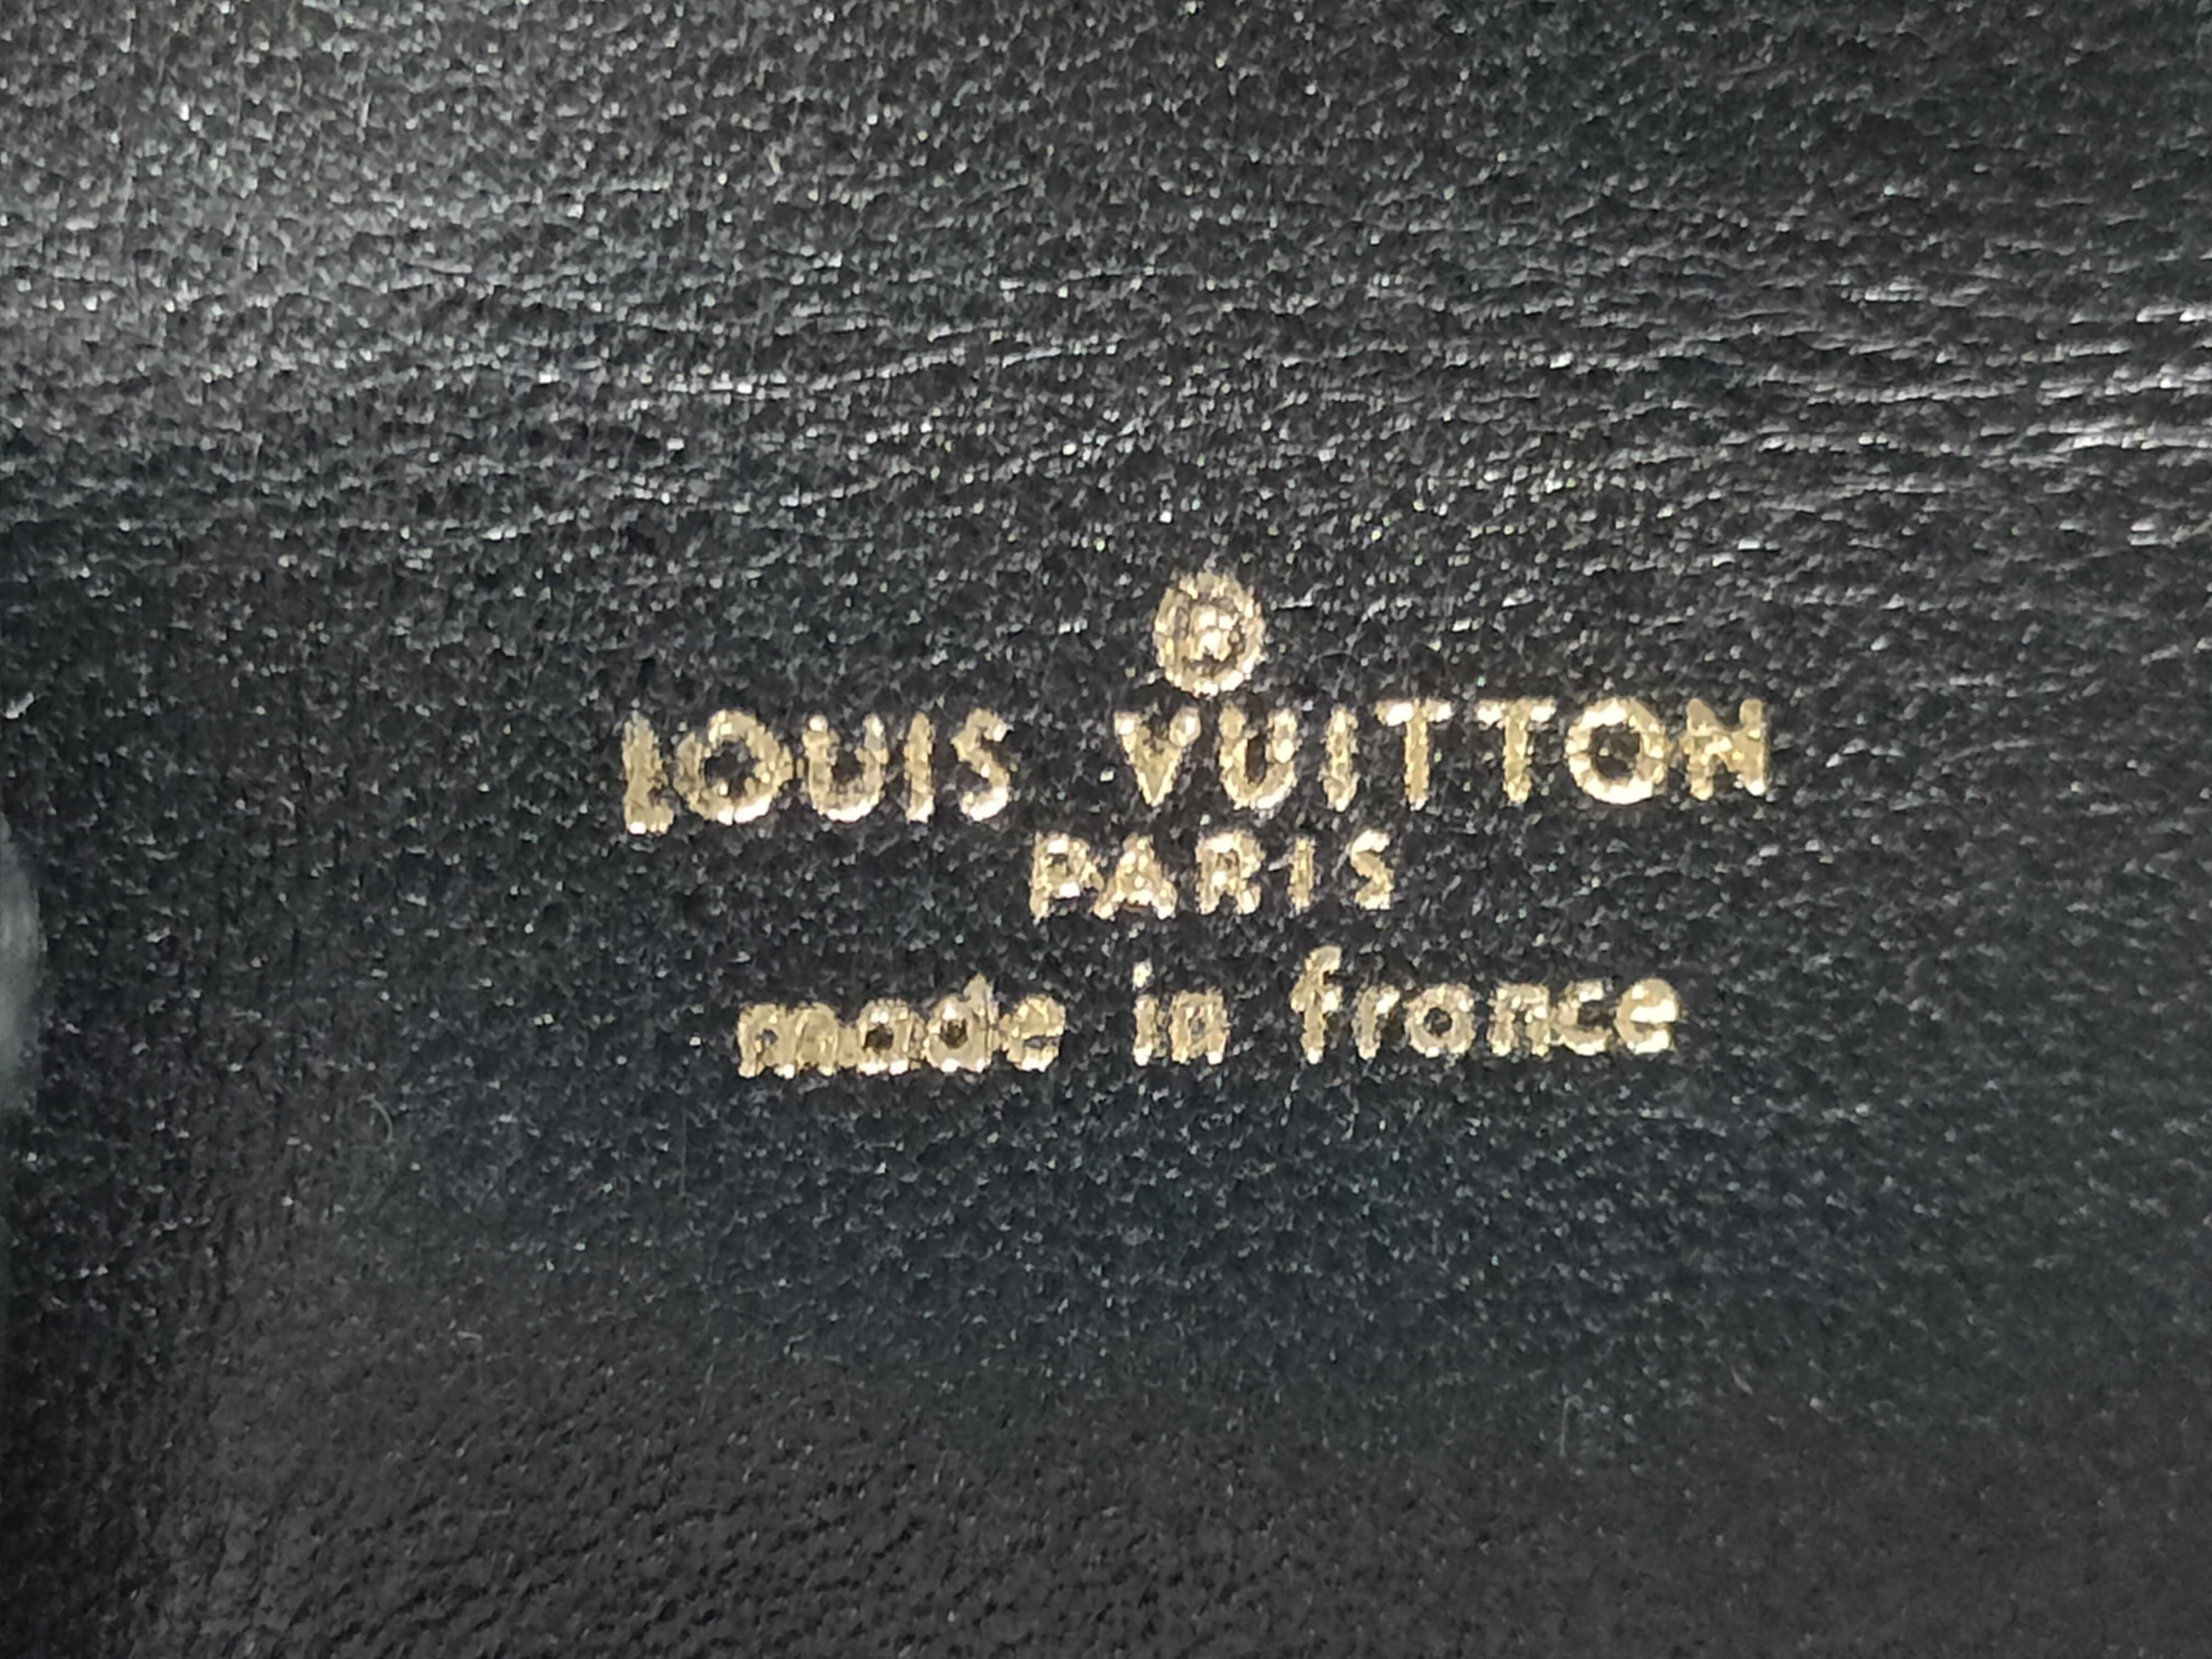 ®
LOUIS VUITTON
PARIS
made in france